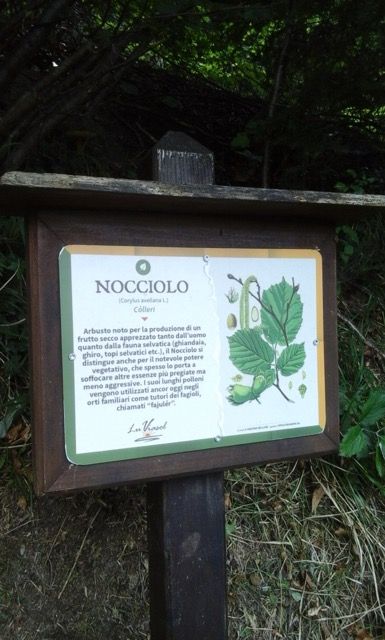 NOCCIOLO
(Corylus avellana L.)
Cólleri
Arbusto noto per la produzione di un
frutto secco apprezzato tanto dall'uomo
quanto dalla fauna selvatica (ghiandaia,
ghiro, topi selvatici etc.), il Nocciolo si
distingue anche per il notevole potere
vegetativo, che spesso lo porta a
soffocare altre essenze più pregiate ma
meno aggressive. I suoi lunghi polloni
vengono utilizzati ancor oggi negli
orti familiari come tutori dei fagioli,
chiamati "fajulér".